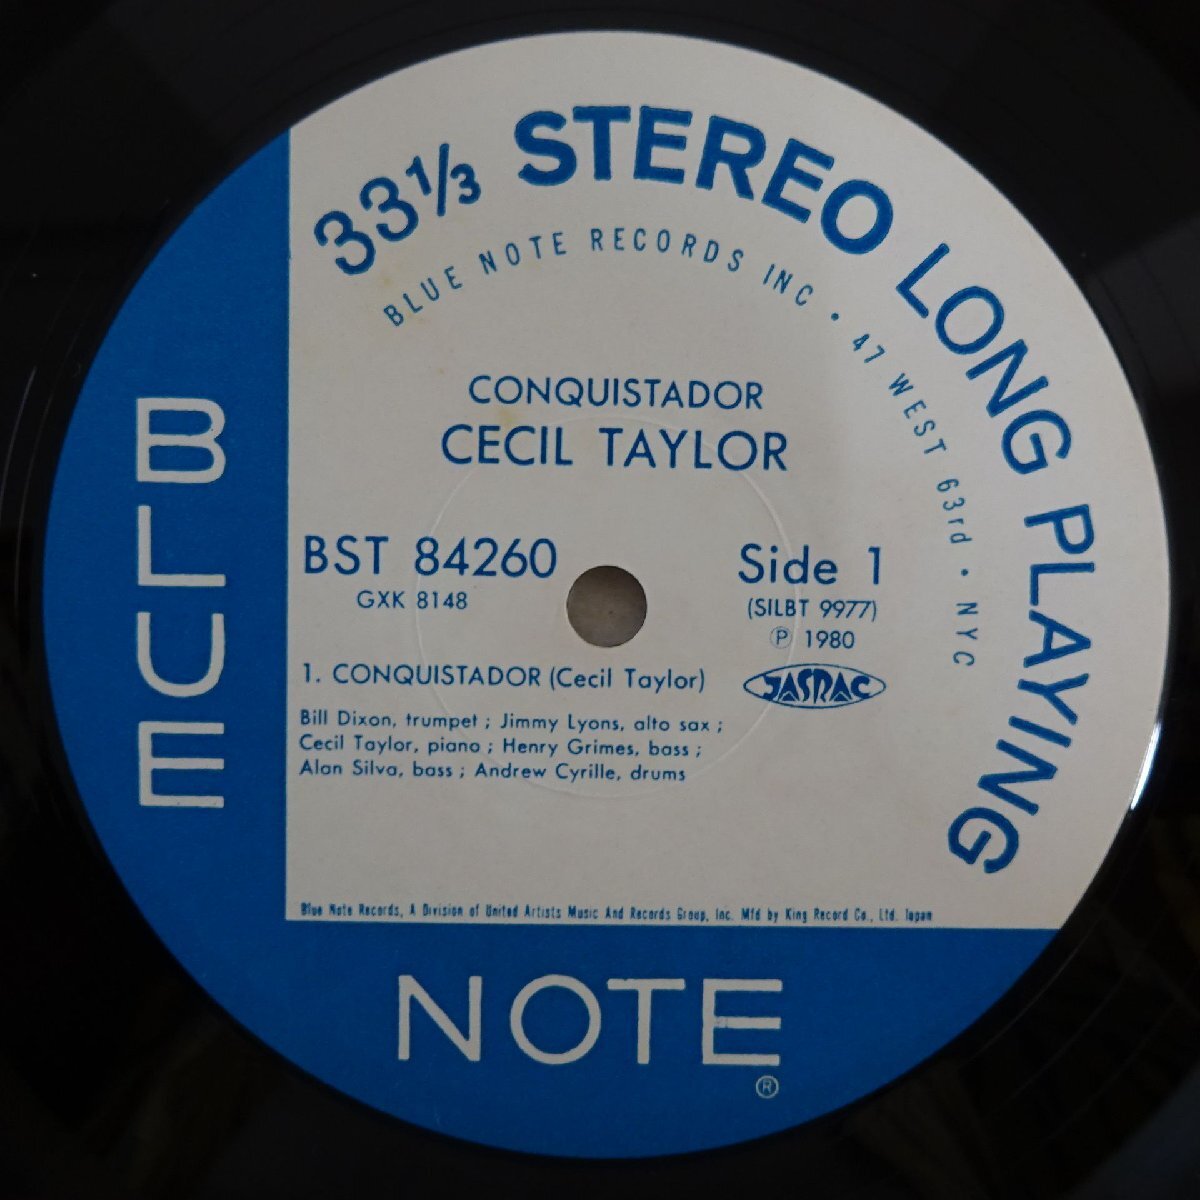 33⅓ STEREO LONG PLAYING
BLUE NOTE RECORDS INC • 47 WEST 63rd • NYC
CONQUISTADOR
CECIL TAYLOR
BST 84260
GXK 8148
Side 1
(SILBT 9977)
Ⓟ 1980
JASRAC
1. CONQUISTADOR (Cecil Taylor)
Bill Dixon, trumpet ; Jimmy Lyons, alto sax ;
Cecil Taylor, piano ; Henry Grimes, bass ;
Alan Silva, bass ; Andrew Cyrille, drums
Blue Note Records, A Division of United Artists Music And Records Group, Inc. Mfd by King Record Co., Ltd. Japan
BLUE
NOTE
®